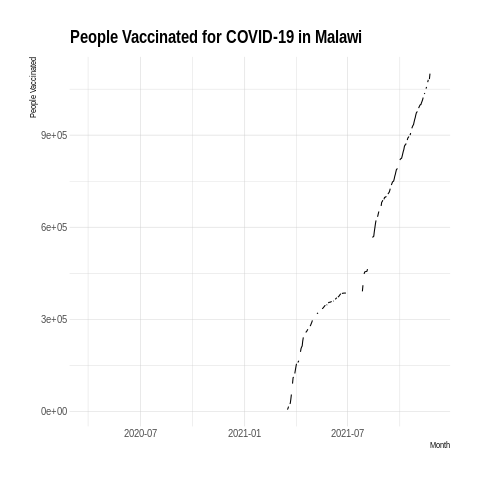 People Vaccinated for COVID-19 in Malawi
People Vaccinated
9e+05
6e+05
3e+05
0e+00
2020-07 2021-01 2021-07
Month